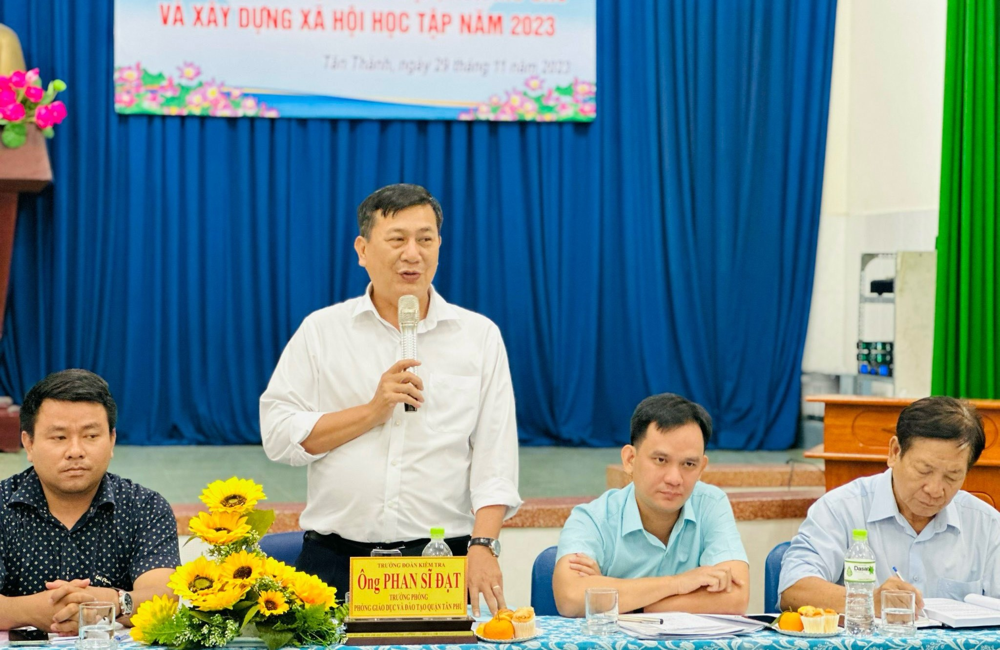 VÀ XÂY DỰNG XÃ HỘI HỌC TẬP NĂM 2023
Tân Thành, ngày 29 tháng 11 năm 2023
TRƯỞNG ĐOÀN KIỂM TRA
Ông PHAN SĨ ĐẠT
TRƯỞNG PHÒNG
PHÒNG GIÁO DỤC VÀ ĐÀO TẠO QUẬN TÂN PHÚ
Dasani